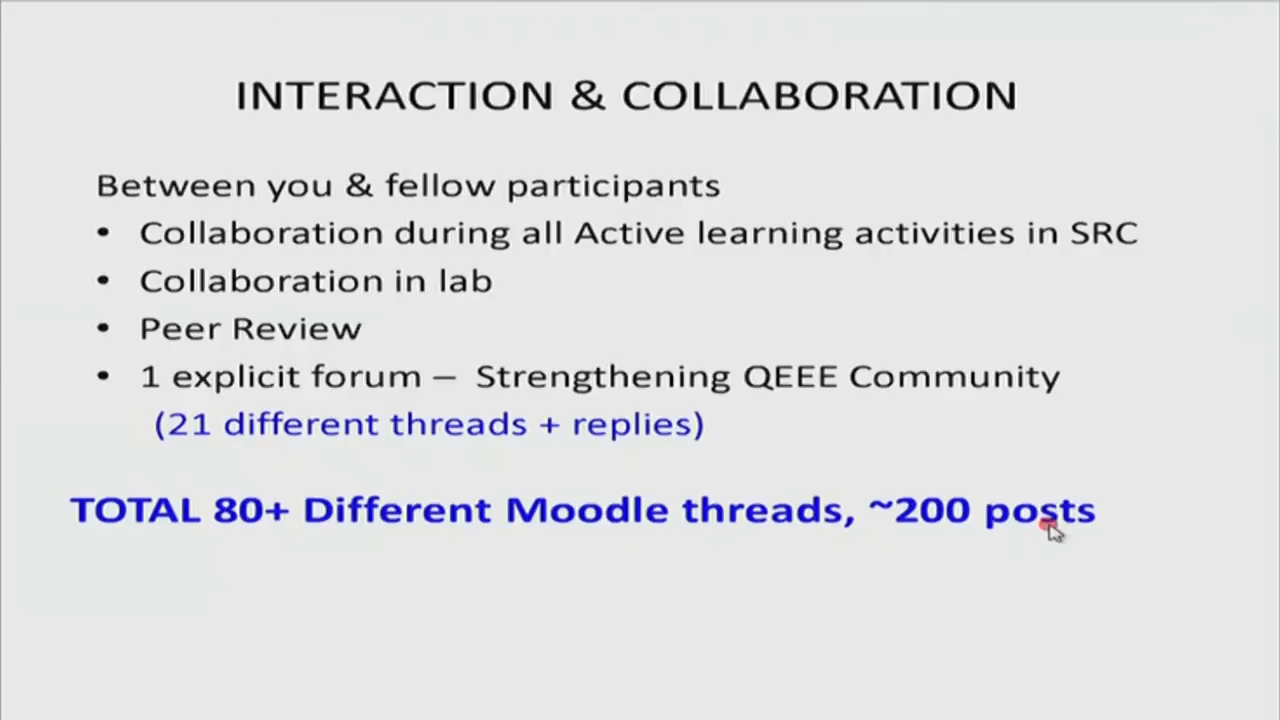 INTERACTION & COLLABORATION
Between you & fellow participants
• Collaboration during all Active learning activities in SRC
• Collaboration in lab
• Peer Review
• 1 explicit forum – Strengthening QEEE Community
(21 different threads + replies)
TOTAL 80+ Different Moodle threads, ~200 posts